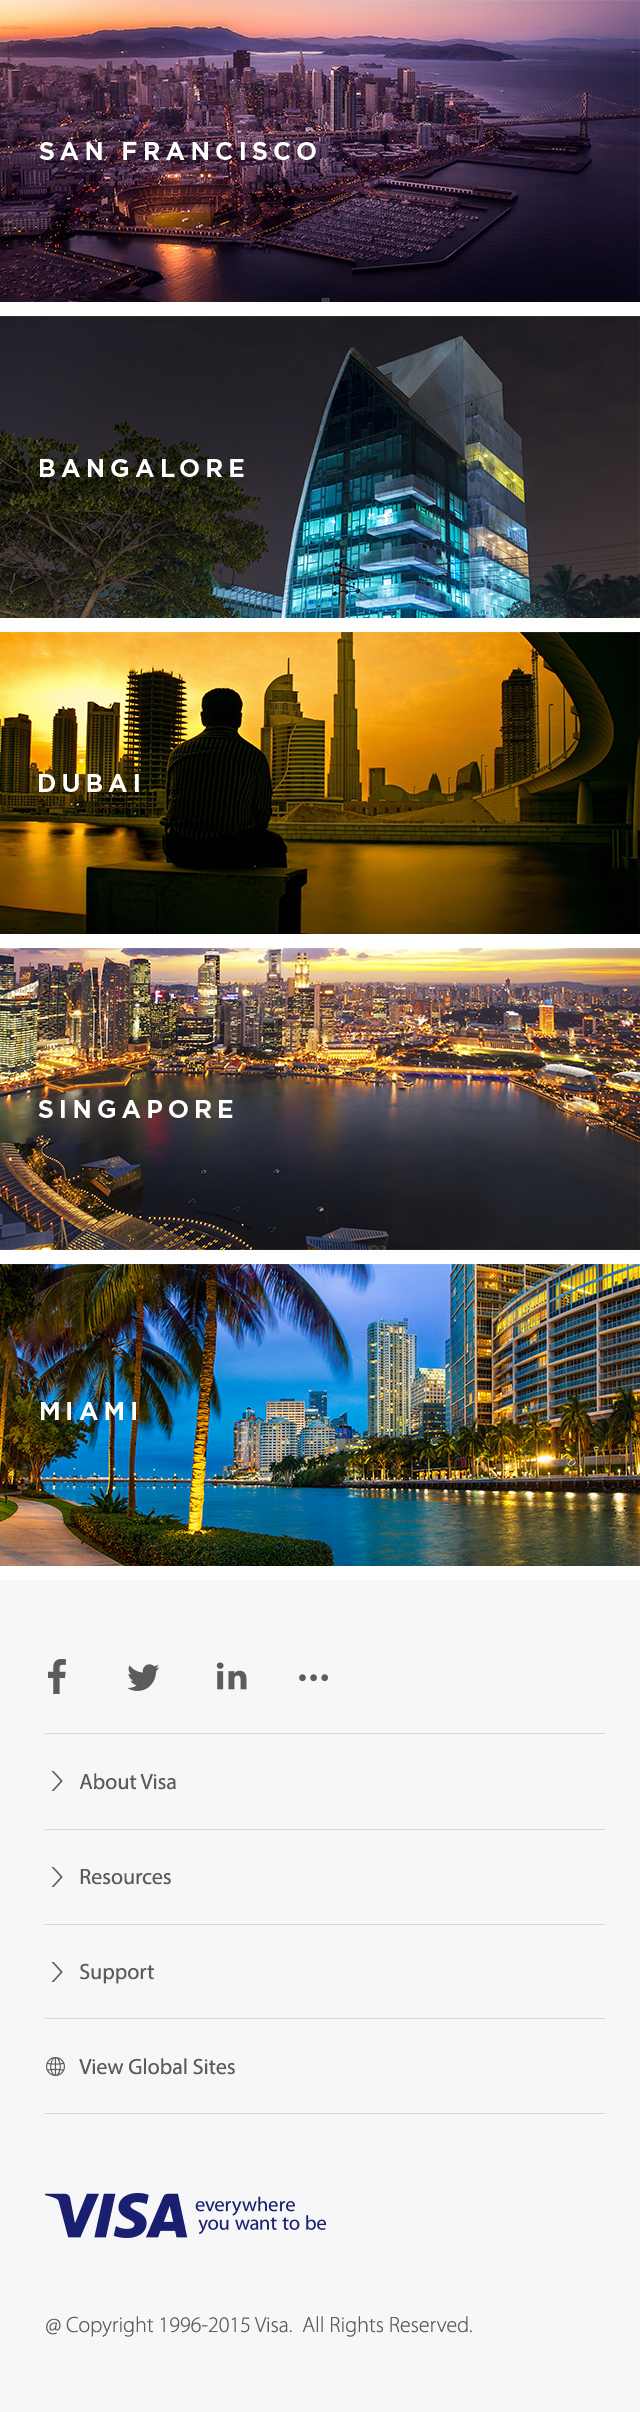 SAN FRANCISCO
BANGALORE
DUBAI
SINGAPORE
MIAMI
About Visa
Resources
Support
View Global Sites
VISA everywhere
you want to be
@ Copyright 1996-2015 Visa. All Rights Reserved.